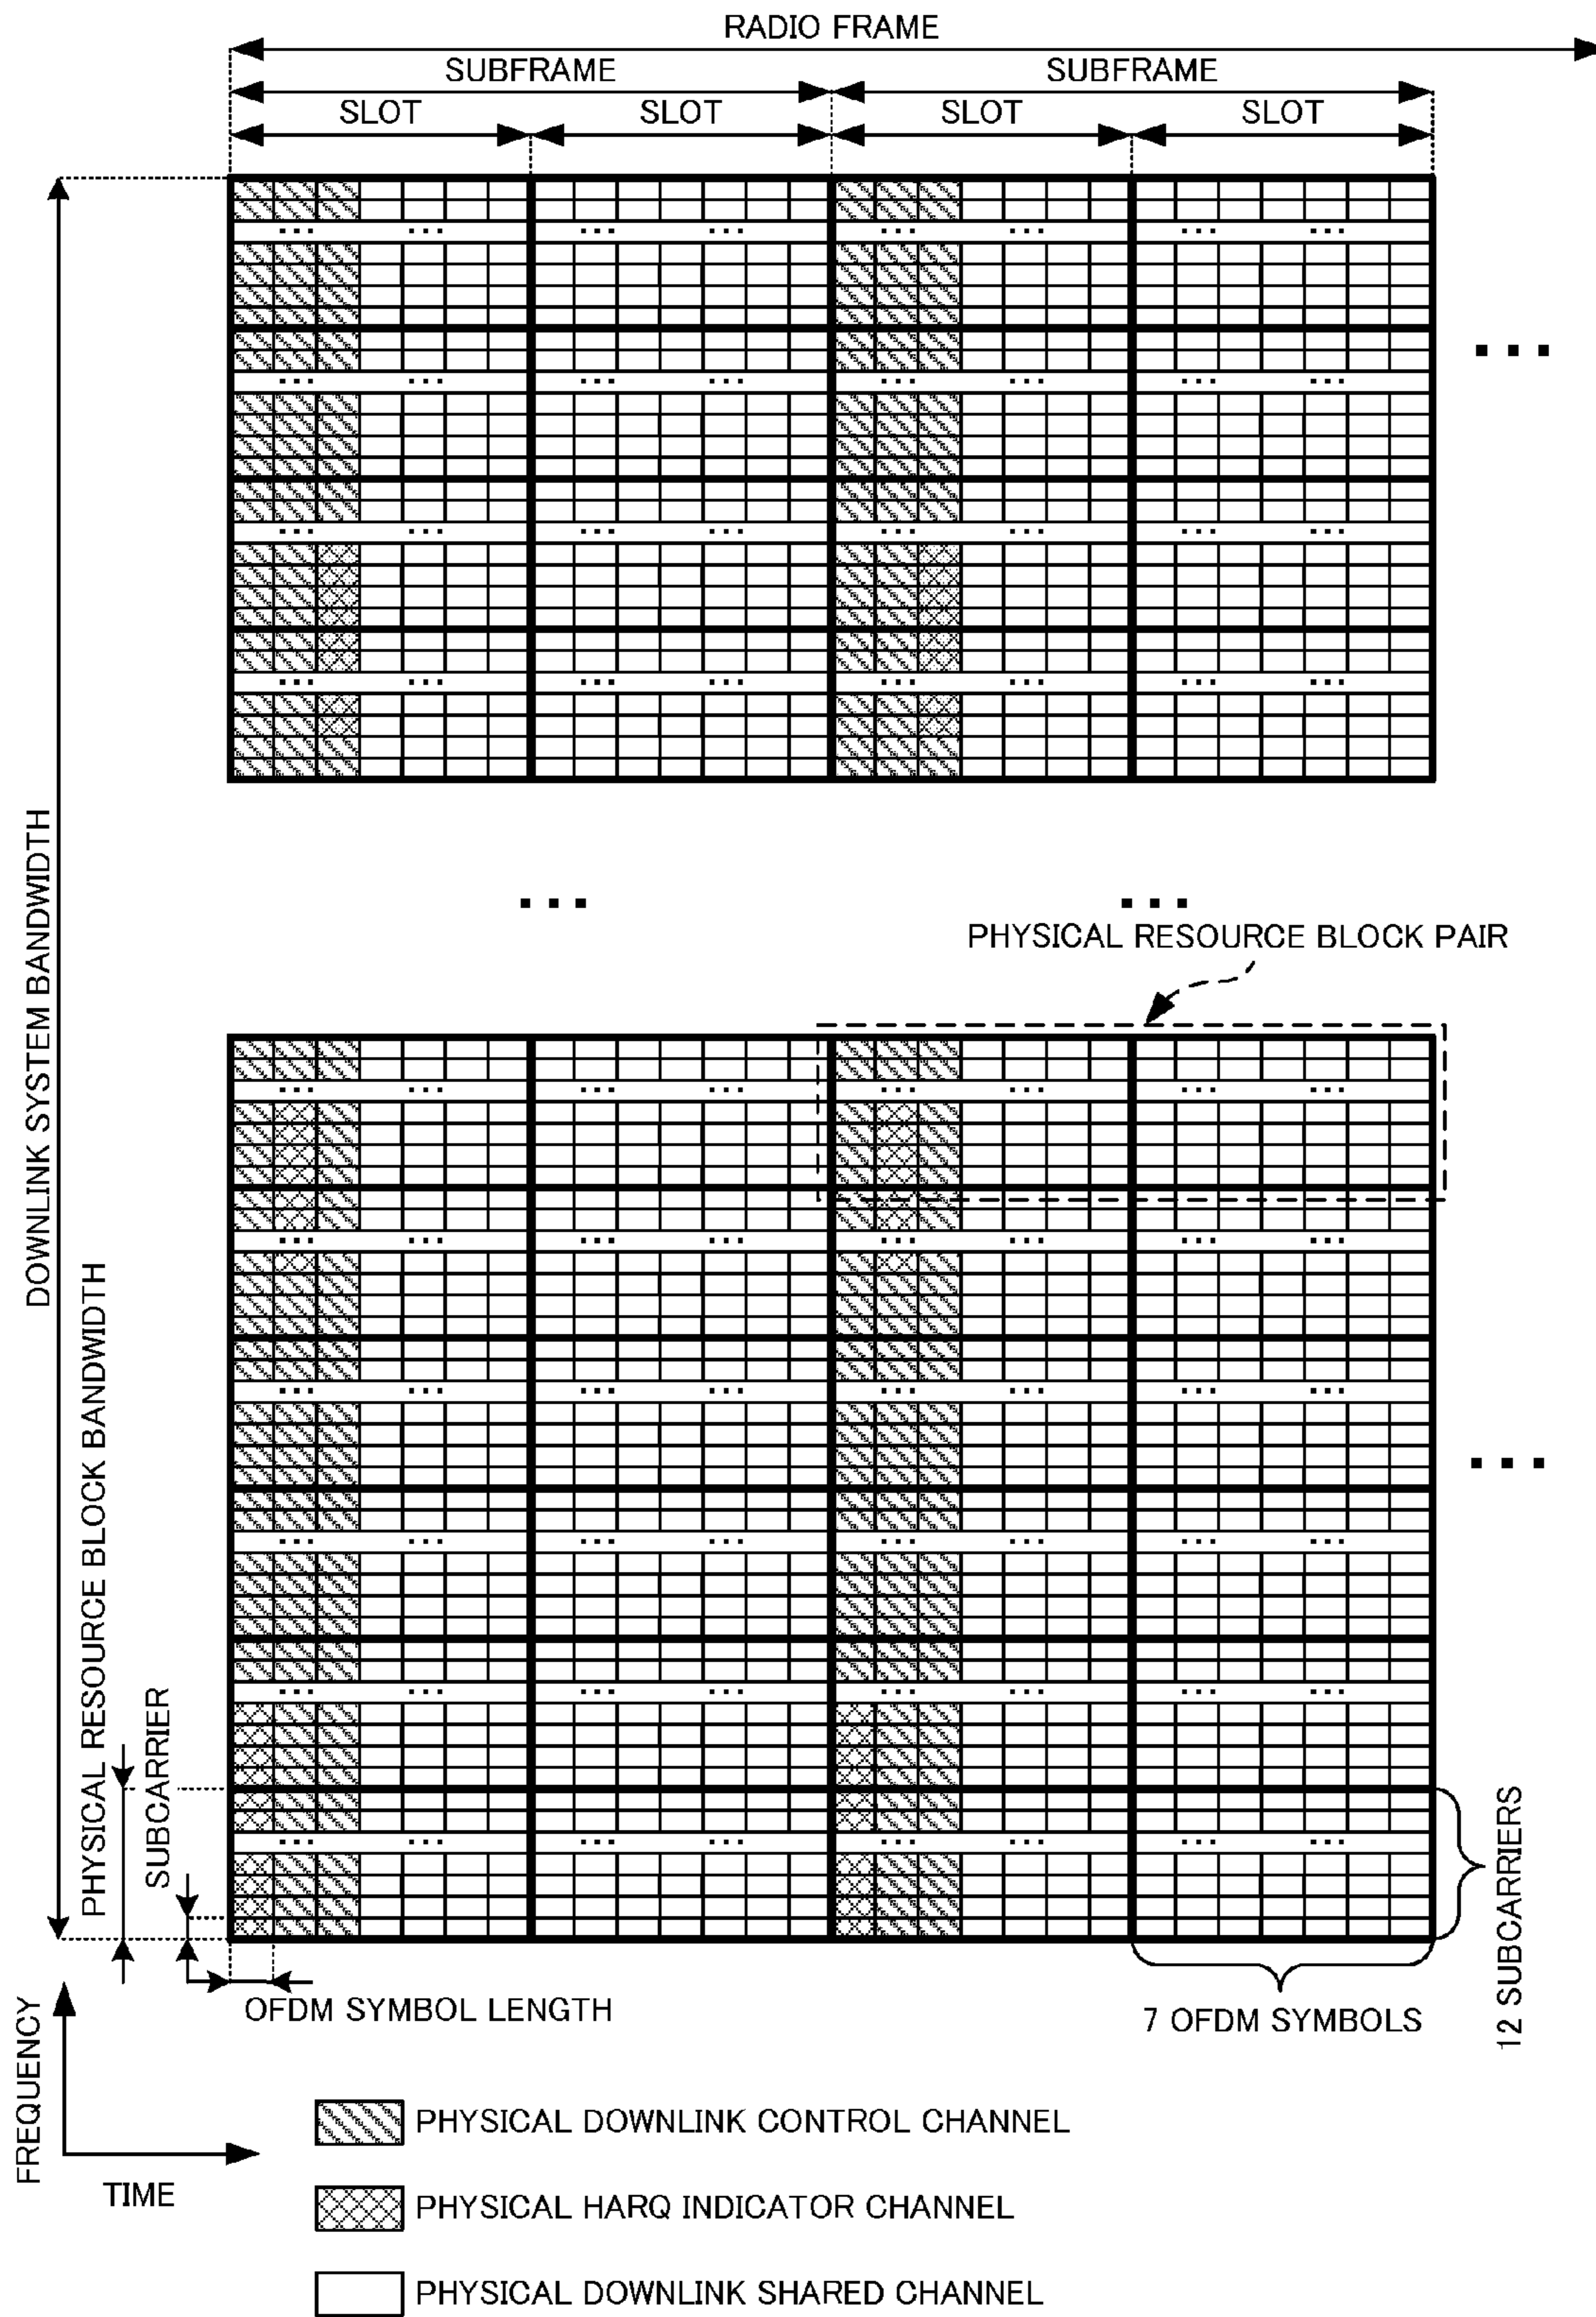 RADIO FRAME
SUBFRAME SUBFRAME
SLOT SLOT SLOT SLOT
DOWNLINK SYSTEM BANDWIDTH
PHYSICAL RESOURCE BLOCK PAIR
PHYSICAL RESOURCE BLOCK BANDWIDTH
SUBCARRIER
12 SUBCARRIERS
OFDM SYMBOL LENGTH
7 OFDM SYMBOLS
FREQUENCY
TIME
PHYSICAL DOWNLINK CONTROL CHANNEL
PHYSICAL HARQ INDICATOR CHANNEL
PHYSICAL DOWNLINK SHARED CHANNEL